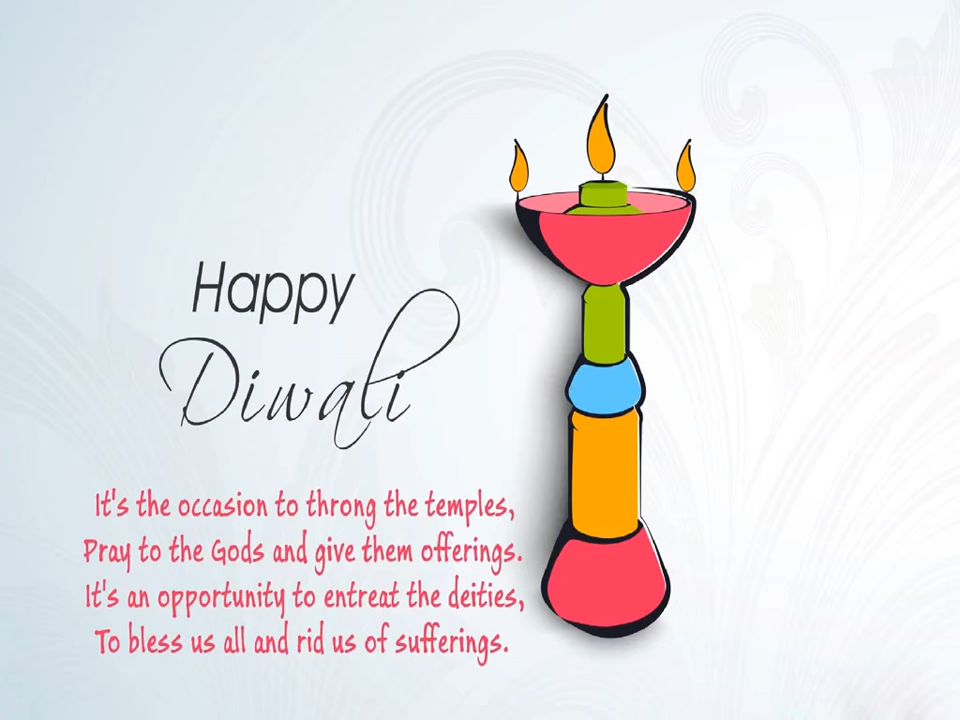 Happy
Diwali
It's the occasion to throng the temples,
Pray to the Gods and give them offerings.
It's an opportunity to entreat the deities,
To bless us all and rid us of sufferings.